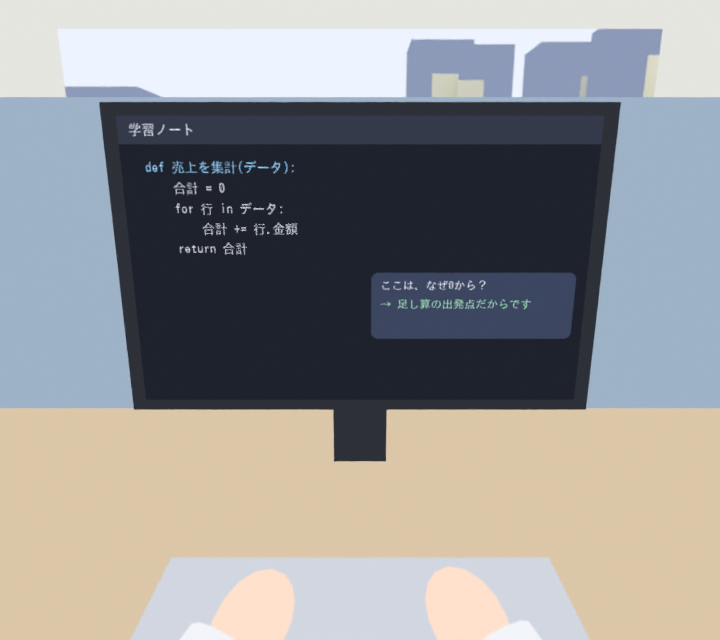 学習ノート
def 売上を集計(データ):
合計 = 0
for 行 in データ:
合計 += 行.金額
return 合計
ここは、なぜ0から？
→ 足し算の出発点だからです